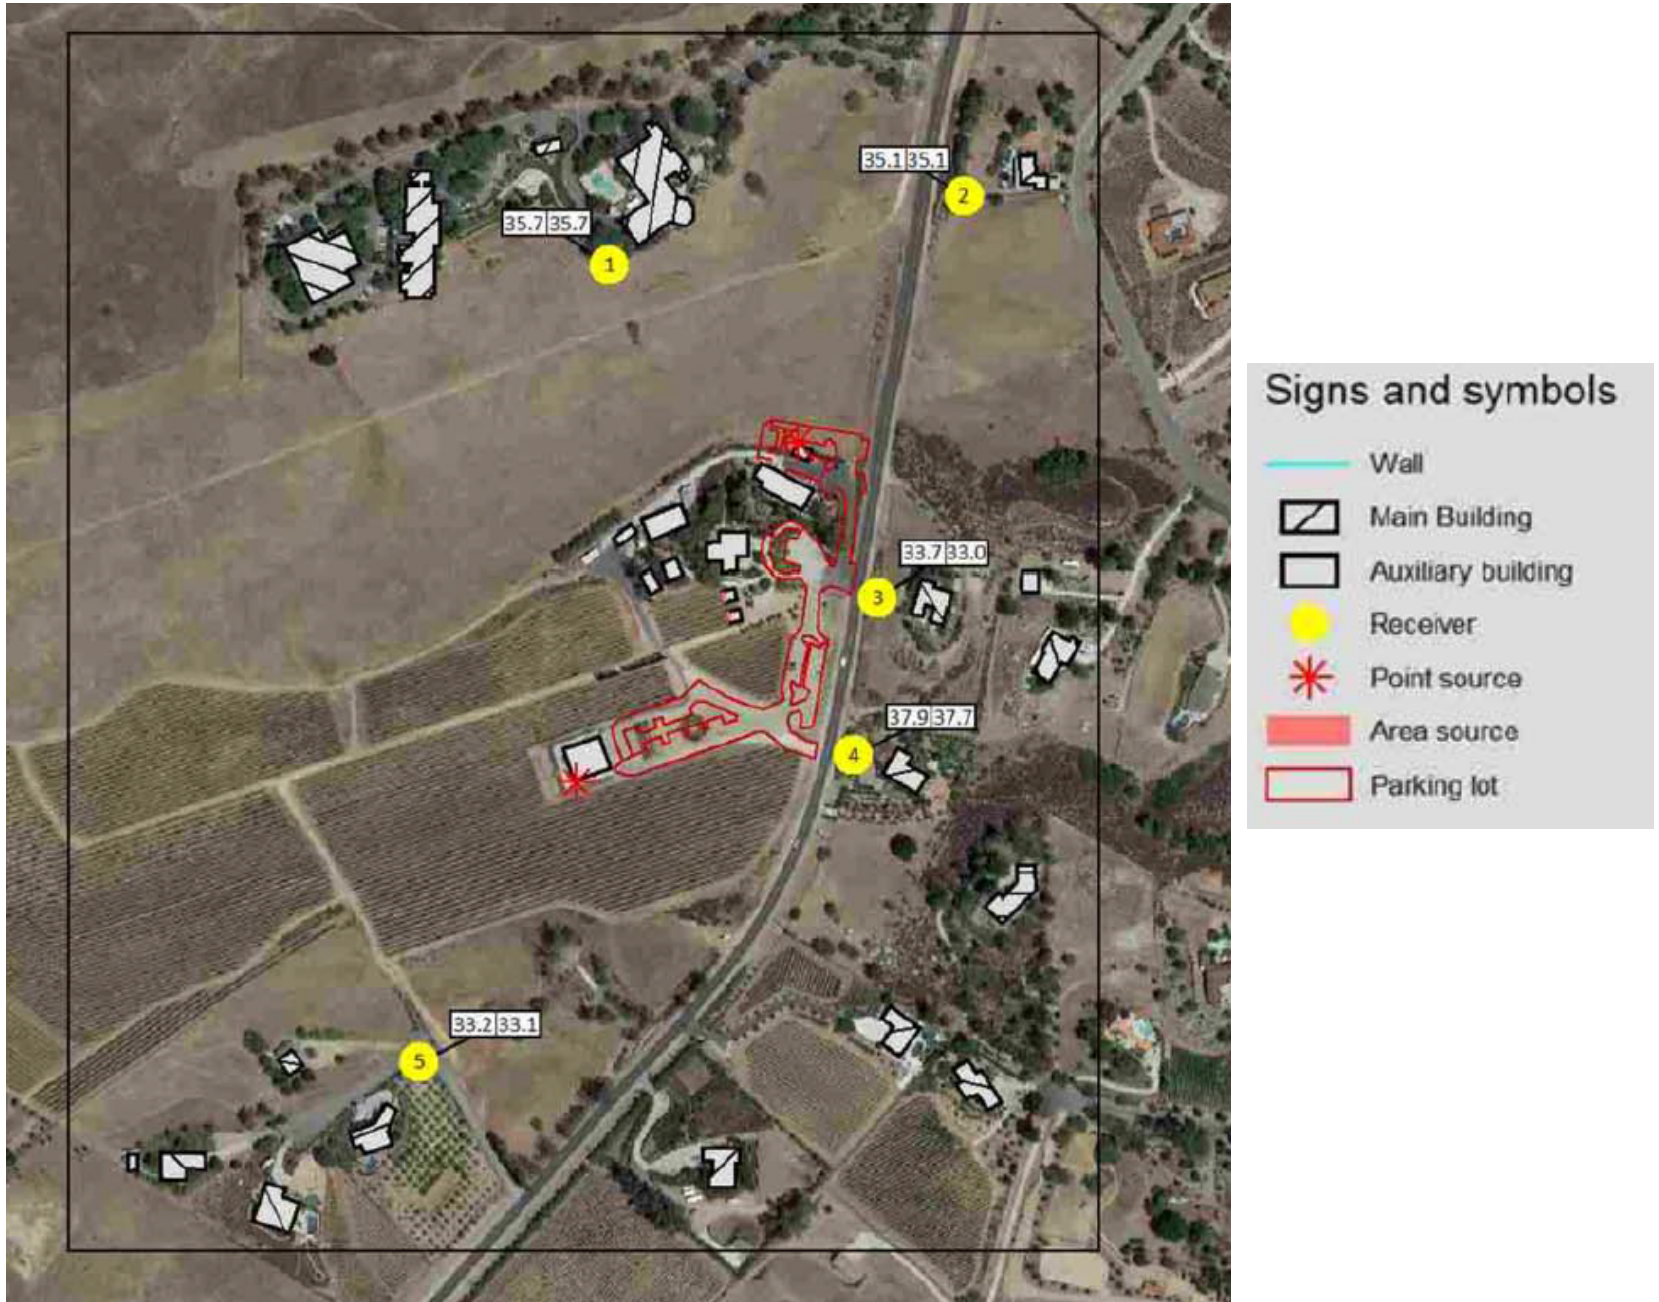 35.1 35.1
2
35.7 35.7
1
33.7 33.0
3
37.9 37.7
4
33.2 33.1
5
Signs and symbols
Wall
Main Building
Auxiliary building
Receiver
Point source
Area source
Parking lot